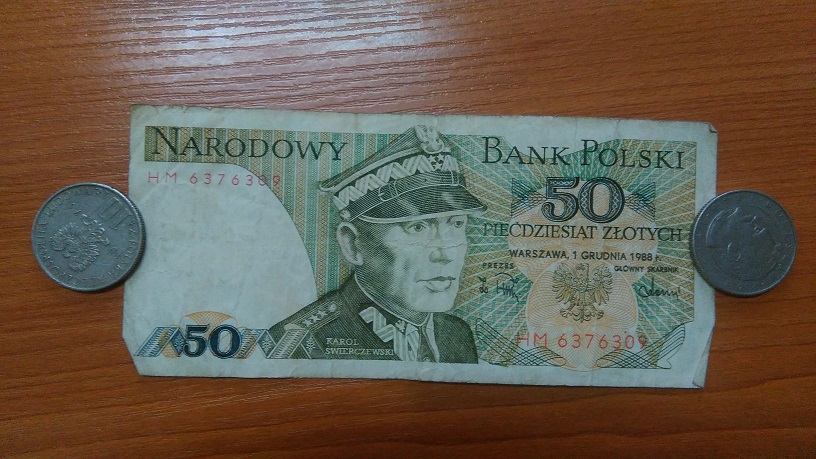 NARODOWY BANK POLSKI
HM 6376309
50
PIĘĆDZIESIĄT ZŁOTYCH
WARSZAWA, 1 GRUDNIA 1988 r.
PREZES GŁÓWNY SKARBNIK
HM 6376309
50
KAROL
ŚWIERCZEWSKI